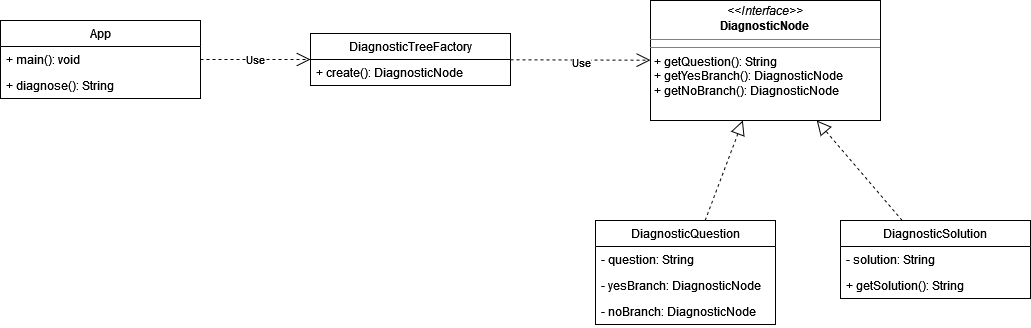 App
+ main(): void
+ diagnose(): String
Use
DiagnosticTreeFactory
+ create(): DiagnosticNode
Use
<<Interface>>
DiagnosticNode
+ getQuestion(): String
+ getYesBranch(): DiagnosticNode
+ getNoBranch(): DiagnosticNode
DiagnosticQuestion
- question: String
- yesBranch: DiagnosticNode
- noBranch: DiagnosticNode
DiagnosticSolution
- solution: String
+ getSolution(): String